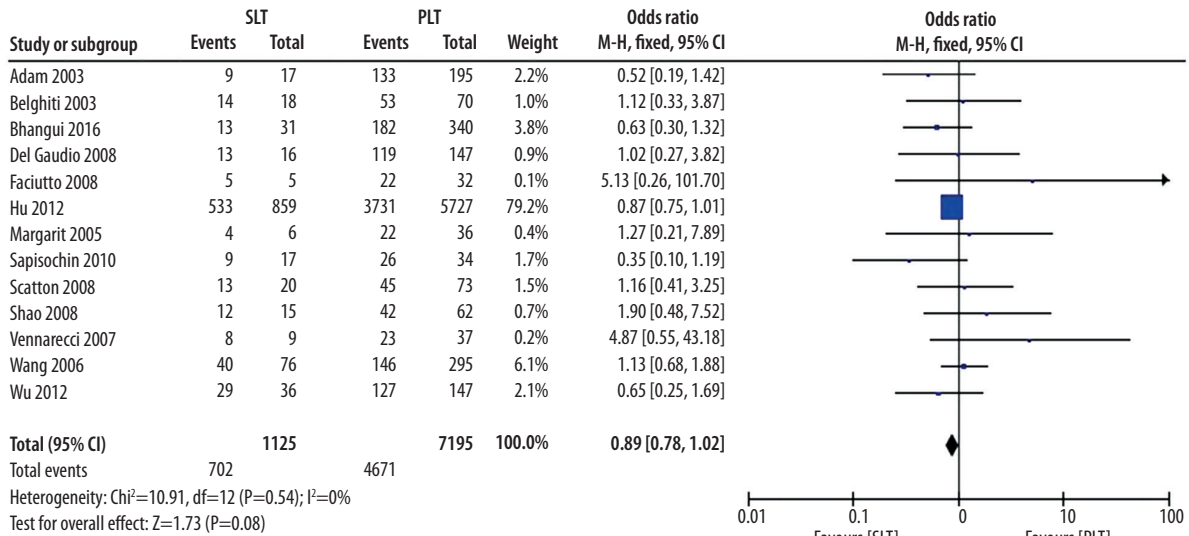 SLT PLT Odds ratio Odds ratio
Study or subgroup Events Total Events Total Weight M-H, fixed, 95% CI M-H, fixed, 95% CI
Adam 2003 9 17 133 195 2.2% 0.52 [0.19, 1.42]
Belghiti 2003 14 18 53 70 1.0% 1.12 [0.33, 3.87]
Bhangui 2016 13 31 182 340 3.8% 0.63 [0.30, 1.32]
Del Gaudio 2008 13 16 119 147 0.9% 1.02 [0.27, 3.82]
Faciutto 2008 5 5 22 32 0.1% 5.13 [0.26, 101.70]
Hu 2012 533 859 3731 5727 79.2% 0.87 [0.75, 1.01]
Margarit 2005 4 6 22 36 0.4% 1.27 [0.21, 7.89]
Sapisochin 2010 9 17 26 34 1.7% 0.35 [0.10, 1.19]
Scatton 2008 13 20 45 73 1.5% 1.16 [0.41, 3.25]
Shao 2008 12 15 42 62 0.7% 1.90 [0.48, 7.52]
Vennarecci 2007 8 9 23 37 0.2% 4.87 [0.55, 43.18]
Wang 2006 40 76 146 295 6.1% 1.13 [0.68, 1.88]
Wu 2012 29 36 127 147 2.1% 0.65 [0.25, 1.69]
Total (95% CI) 1125 7195 100.0% 0.89 [0.78, 1.02]
Total events 702 4671
Heterogeneity: Chi²=10.91, df=12 (P=0.54); I²=0%
Test for overall effect: Z=1.73 (P=0.08)
0.01 0.1 0 10 100
Favours [SLT] Favours [PLT]